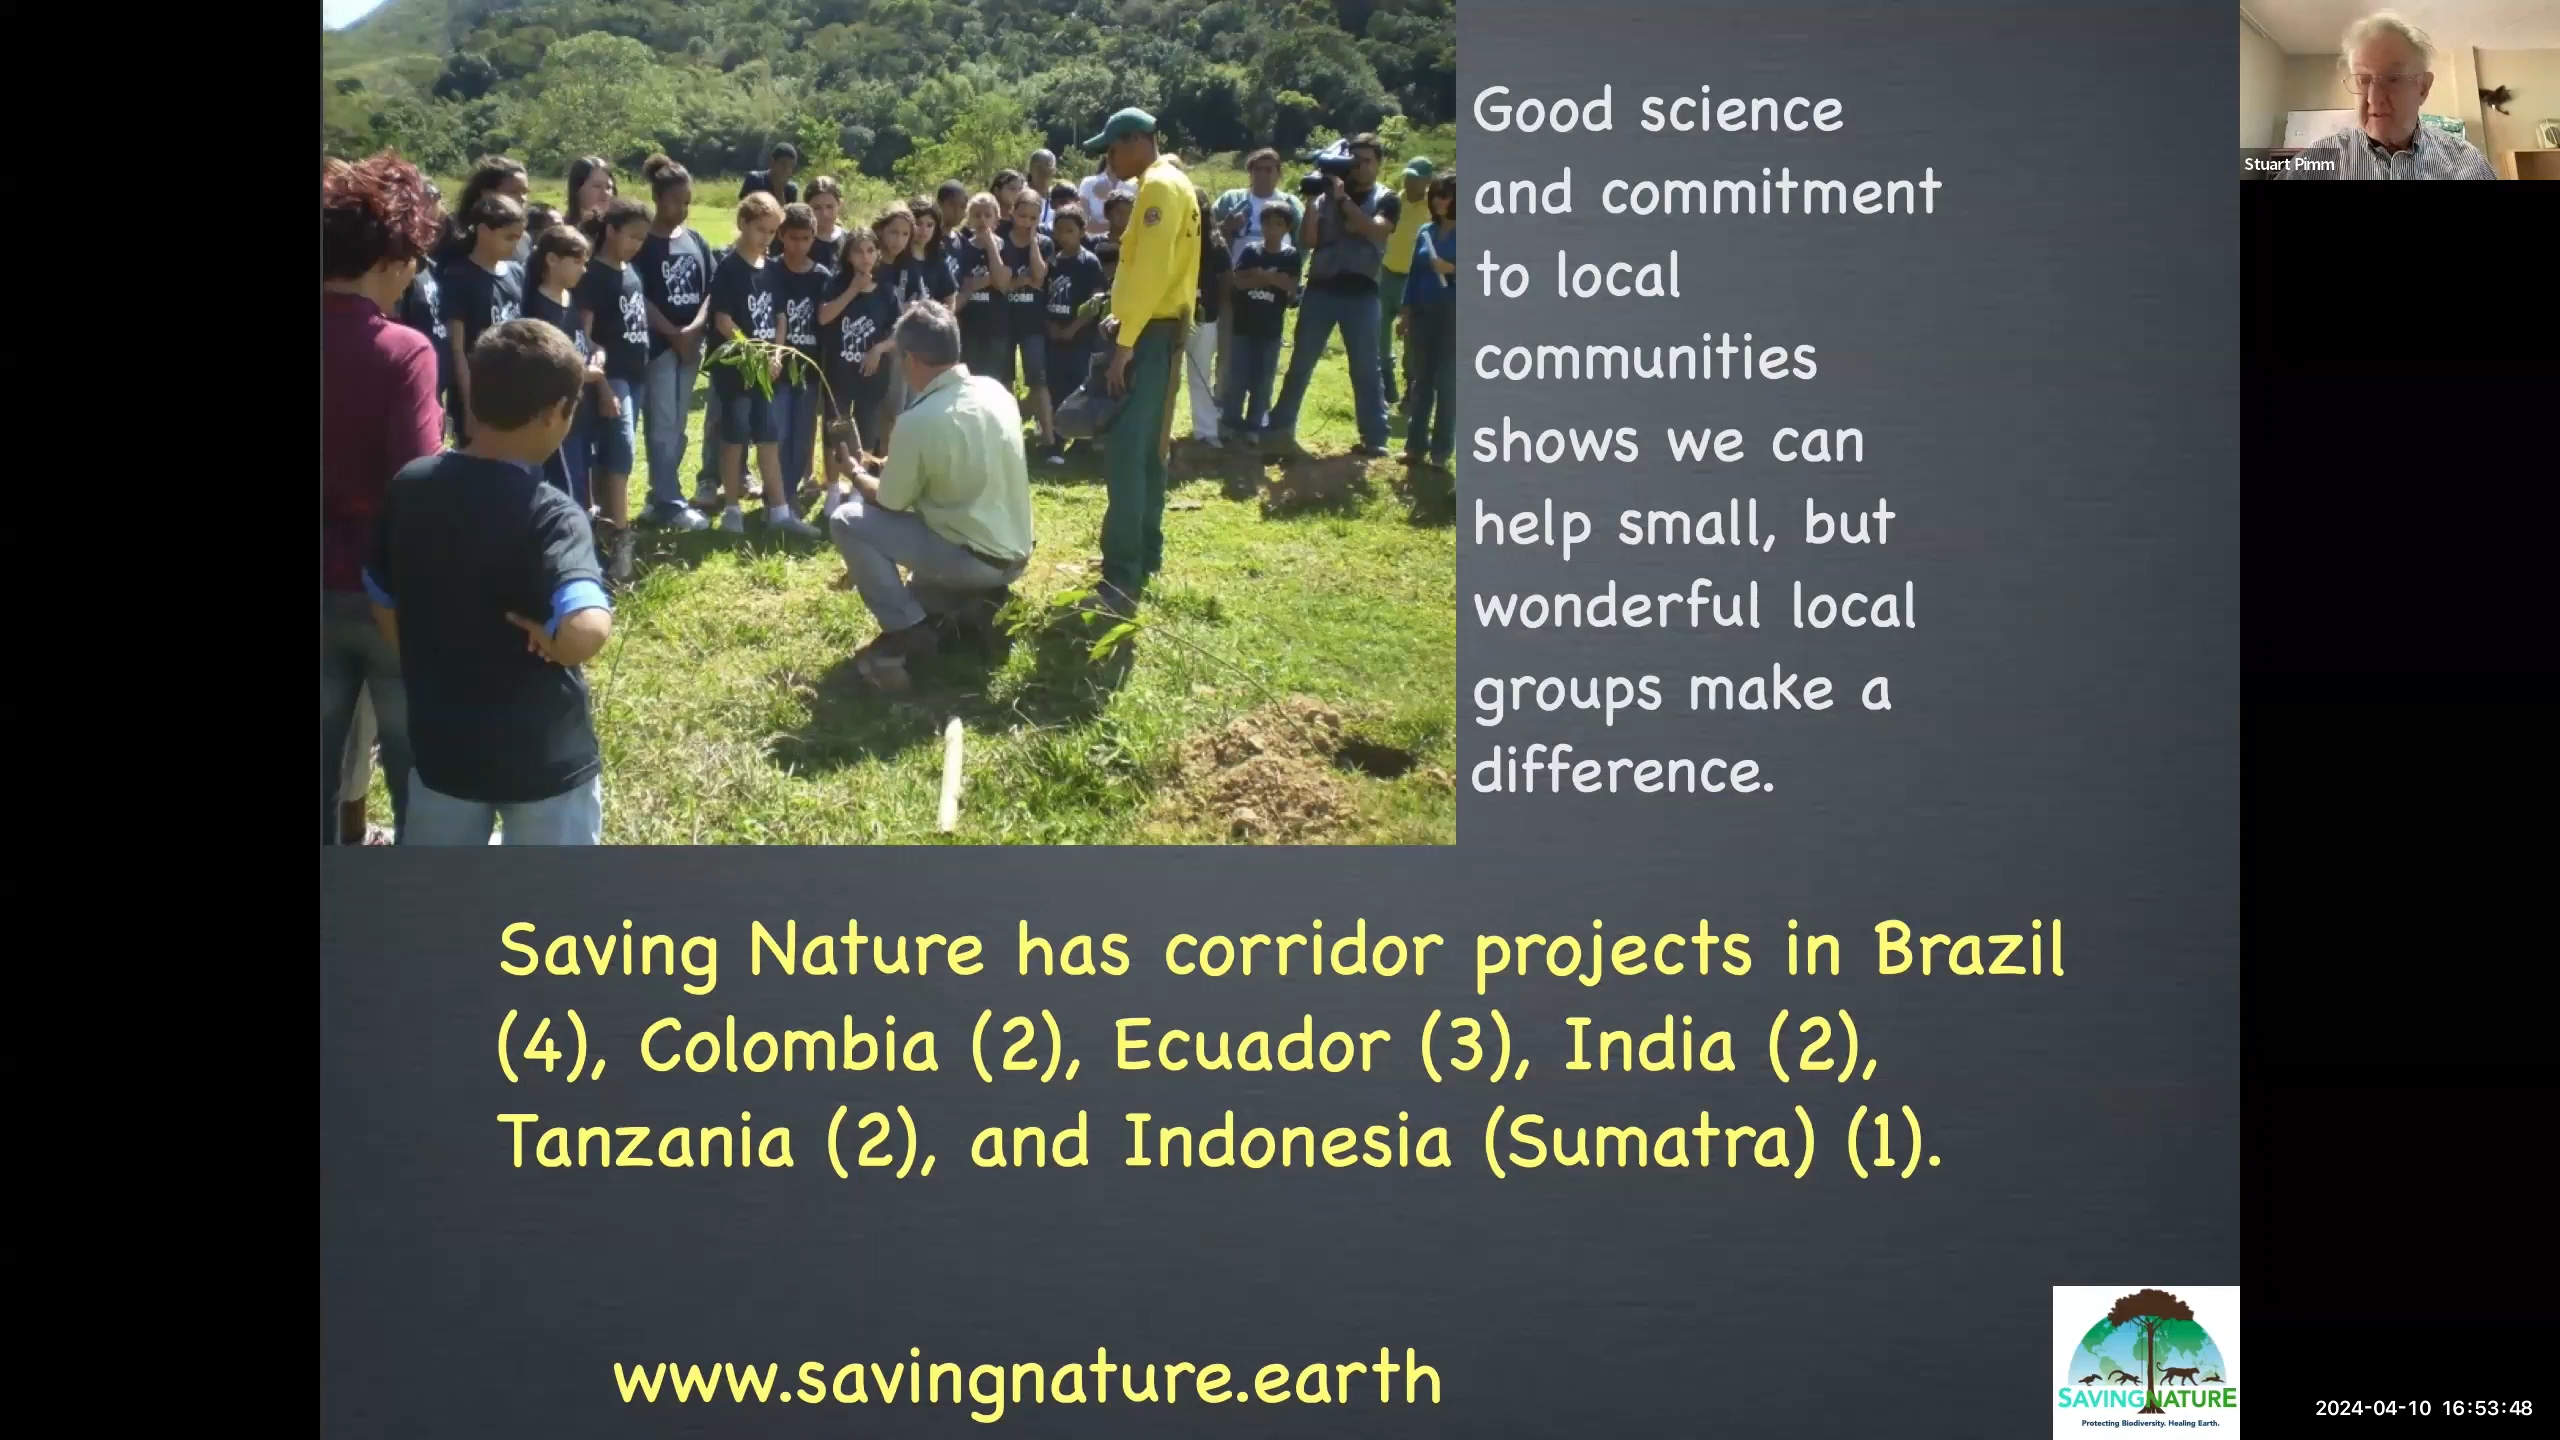 Good science
and commitment
to local
communities
shows we can
help small, but
wonderful local
groups make a
difference.
Stuart Pimm
Saving Nature has corridor projects in Brazil
(4), Colombia (2), Ecuador (3), India (2),
Tanzania (2), and Indonesia (Sumatra) (1).
www.savingnature.earth
SAVINGNATURE
Protecting Biodiversity. Healing Earth.
2024-04-10 16:53:48